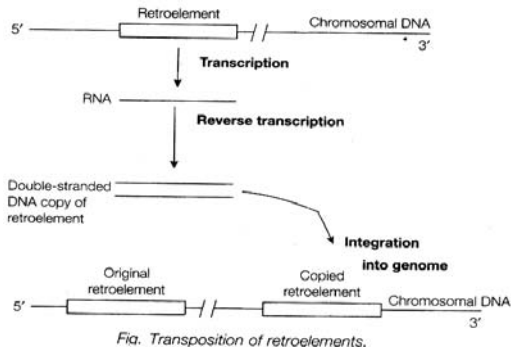 Retroelement
Chromosomal DNA
5′
3′
Transcription
RNA
Reverse transcription
Double-stranded
DNA copy of
retroelement
Integration
into genome
Original
retroelement
Copied
retroelement
Chromosomal DNA
5′
3′
Fig. Transposition of retroelements.